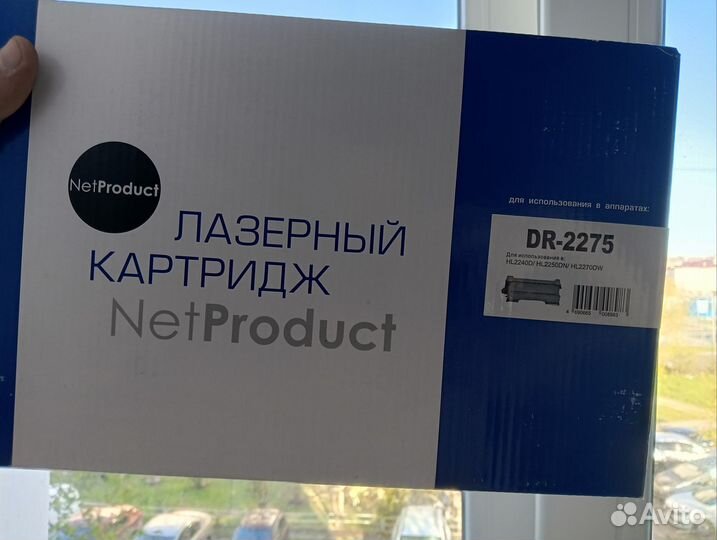 NetProduct
ЛАЗЕРНЫЙ
КАРТРИДЖ
NetProduct
для использования в аппаратах:
DR-2275
Для использования в:
HL2240D/ HL2250DN/ HL2270DW
Avito